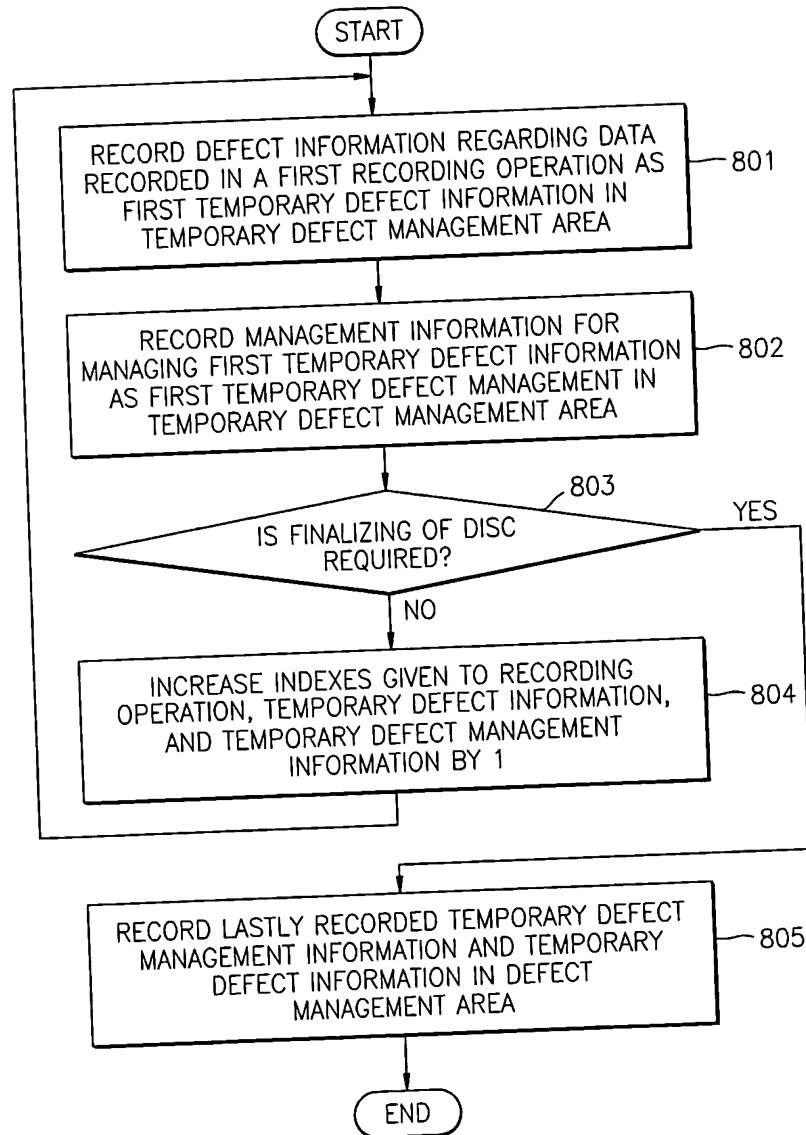 START
RECORD DEFECT INFORMATION REGARDING DATA
RECORDED IN A FIRST RECORDING OPERATION AS
FIRST TEMPORARY DEFECT INFORMATION IN
TEMPORARY DEFECT MANAGEMENT AREA
801
RECORD MANAGEMENT INFORMATION FOR
MANAGING FIRST TEMPORARY DEFECT INFORMATION
AS FIRST TEMPORARY DEFECT MANAGEMENT IN
TEMPORARY DEFECT MANAGEMENT AREA
802
803
IS FINALIZING OF DISC
REQUIRED?
YES
NO
INCREASE INDEXES GIVEN TO RECORDING
OPERATION, TEMPORARY DEFECT INFORMATION,
AND TEMPORARY DEFECT MANAGEMENT
INFORMATION BY 1
804
RECORD LASTLY RECORDED TEMPORARY DEFECT
MANAGEMENT INFORMATION AND TEMPORARY
DEFECT INFORMATION IN DEFECT
MANAGEMENT AREA
805
END